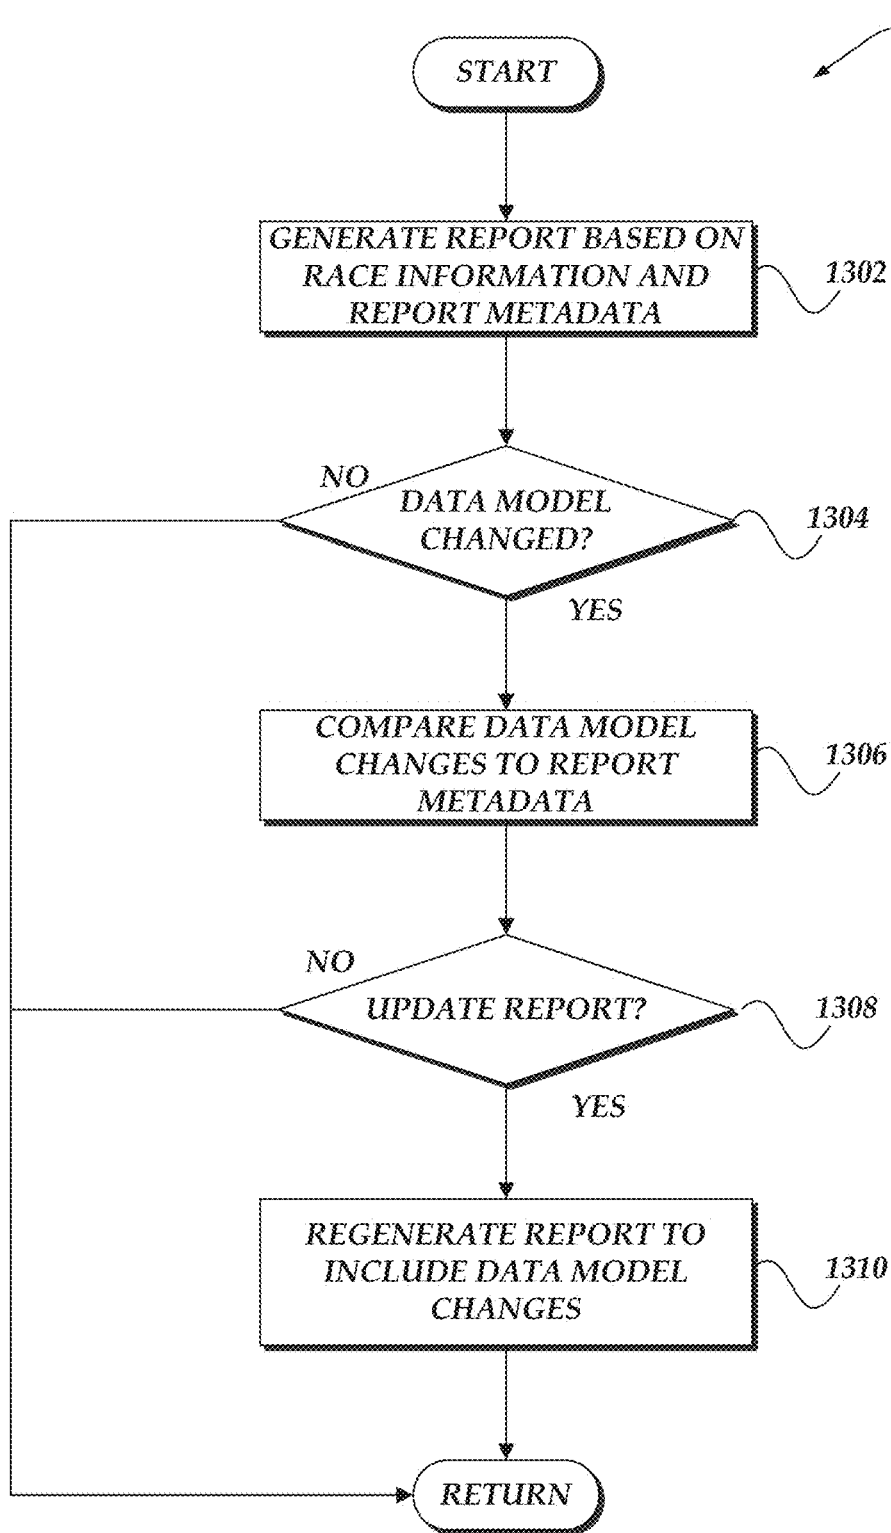 START
GENERATE REPORT BASED ON
RACE INFORMATION AND
REPORT METADATA
1302
NO
DATA MODEL
CHANGED?
1304
YES
COMPARE DATA MODEL
CHANGES TO REPORT
METADATA
1306
NO
UPDATE REPORT?
1308
YES
REGENERATE REPORT TO
INCLUDE DATA MODEL
CHANGES
1310
RETURN